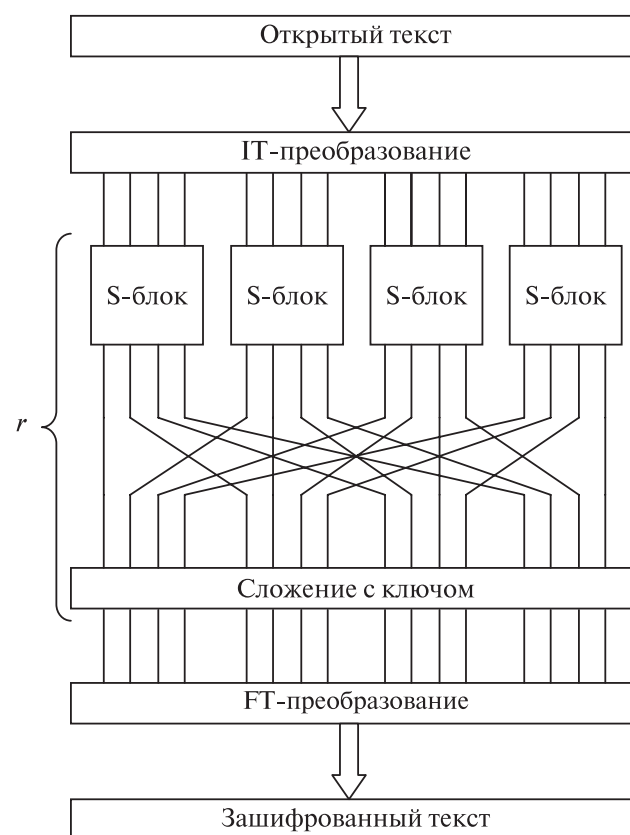 Открытый текст
IT-преобразование
S-блок S-блок S-блок S-блок
r
Сложение с ключом
FT-преобразование
Зашифрованный текст